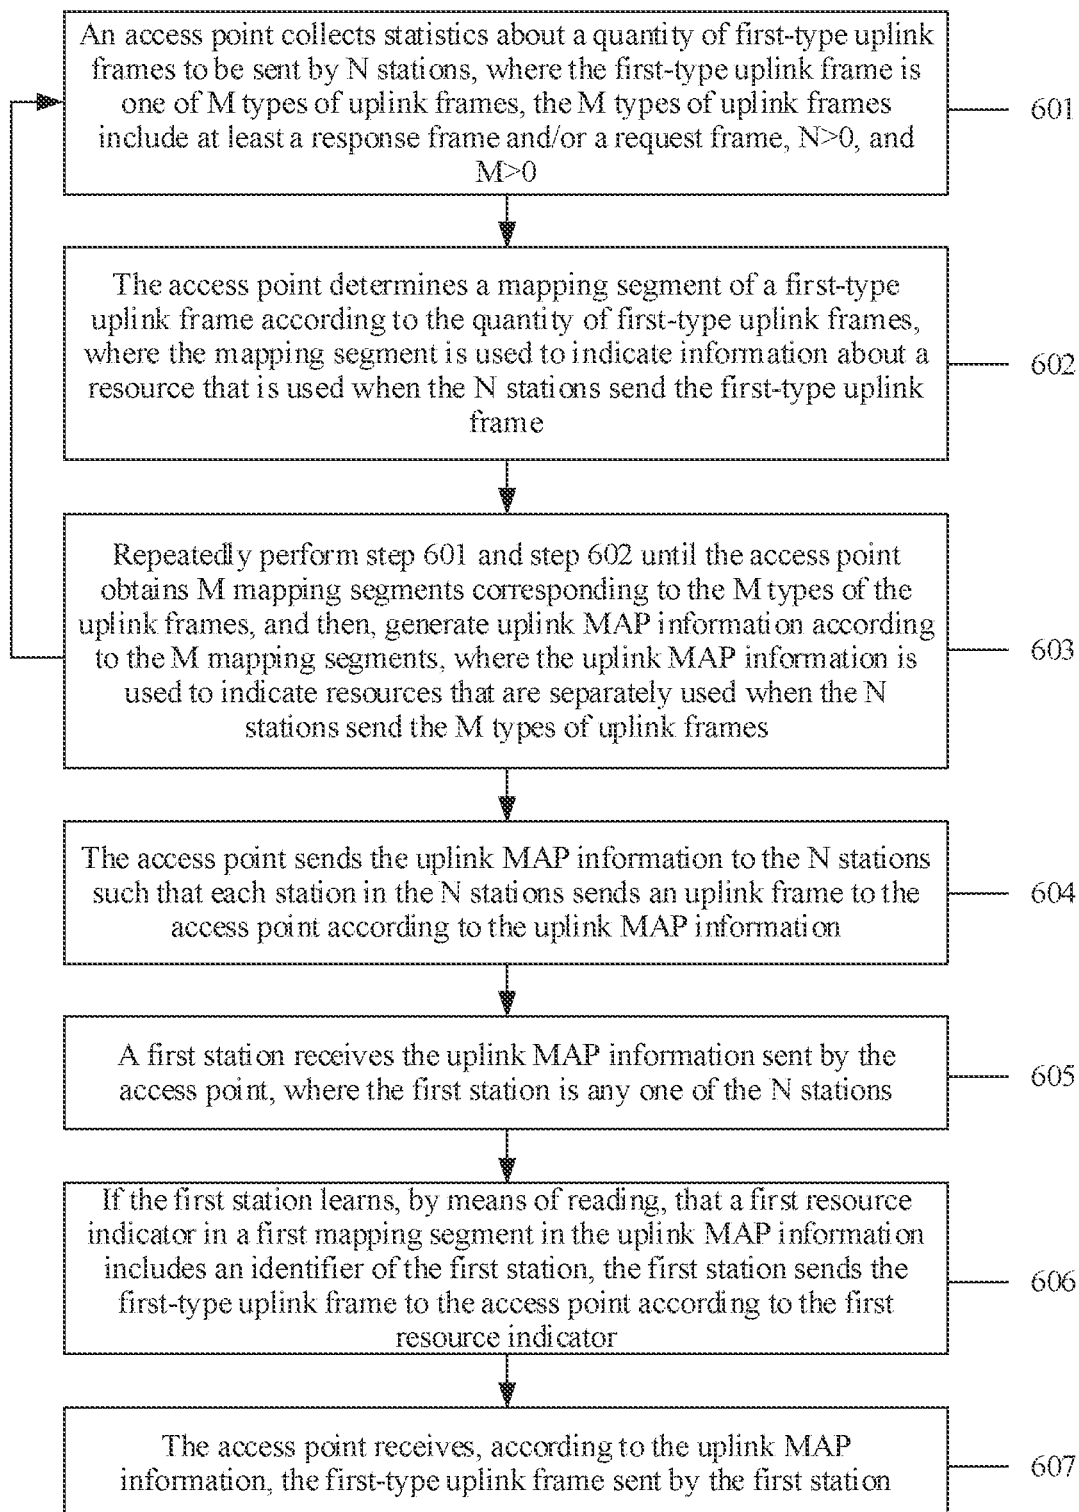 An access point collects statistics about a quantity of first-type uplink
frames to be sent by N stations, where the first-type uplink frame is
one of M types of uplink frames, the M types of uplink frames
include at least a response frame and/or a request frame, N>0, and
M>0
601
The access point determines a mapping segment of a first-type
uplink frame according to the quantity of first-type uplink frames,
where the mapping segment is used to indicate information about a
resource that is used when the N stations send the first-type uplink
frame
602
Repeatedly perform step 601 and step 602 until the access point
obtains M mapping segments corresponding to the M types of the
uplink frames, and then, generate uplink MAP information according
to the M mapping segments, where the uplink MAP information is
used to indicate resources that are separately used when the N
stations send the M types of uplink frames
603
The access point sends the uplink MAP information to the N stations
such that each station in the N stations sends an uplink frame to the
access point according to the uplink MAP information
604
A first station receives the uplink MAP information sent by the
access point, where the first station is any one of the N stations
605
If the first station learns, by means of reading, that a first resource
indicator in a first mapping segment in the uplink MAP information
includes an identifier of the first station, the first station sends the
first-type uplink frame to the access point according to the first
resource indicator
606
The access point receives, according to the uplink MAP
information, the first-type uplink frame sent by the first station
607